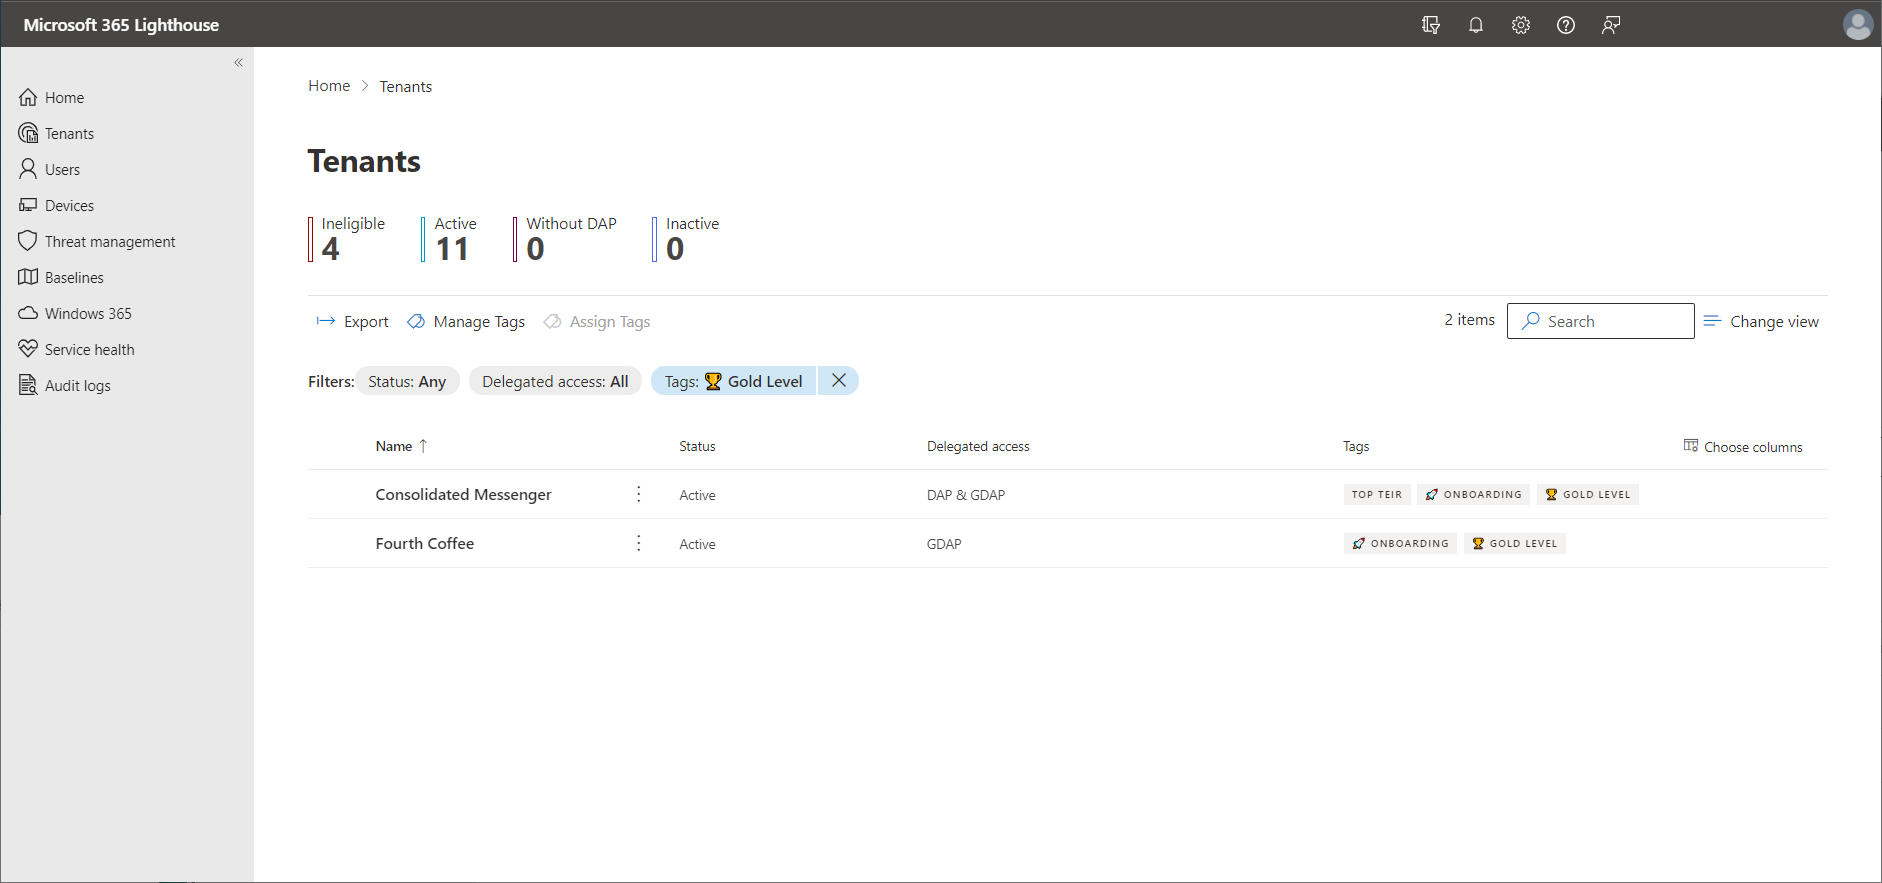 Microsoft 365 Lighthouse
Home
Tenants
Users
Devices
Threat management
Baselines
Windows 365
Service health
Audit logs
Home > Tenants
Tenants
Ineligible
4
Active
11
Without DAP
0
Inactive
0
Export Manage Tags Assign Tags 2 items Search Change view
Filters: Status: Any Delegated access: All Tags: 🏆 Gold Level
Name ↑ Status Delegated access Tags Choose columns
Consolidated Messenger Active DAP & GDAP TOP TEIR 🚀 ONBOARDING 🏆 GOLD LEVEL
Fourth Coffee Active GDAP 🚀 ONBOARDING 🏆 GOLD LEVEL